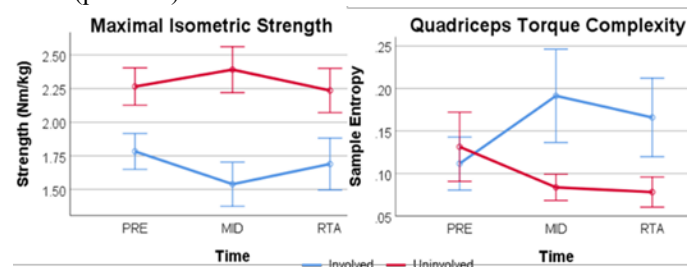 Maximal Isometric Strength
Strength (Nm/kg)
2.50
2.25
2.00
1.75
1.50
PRE MID RTA
Time
Quadriceps Torque Complexity
Sample Entropy
.25
.20
.15
.10
.05
PRE MID RTA
Time
Involved Uninvolved